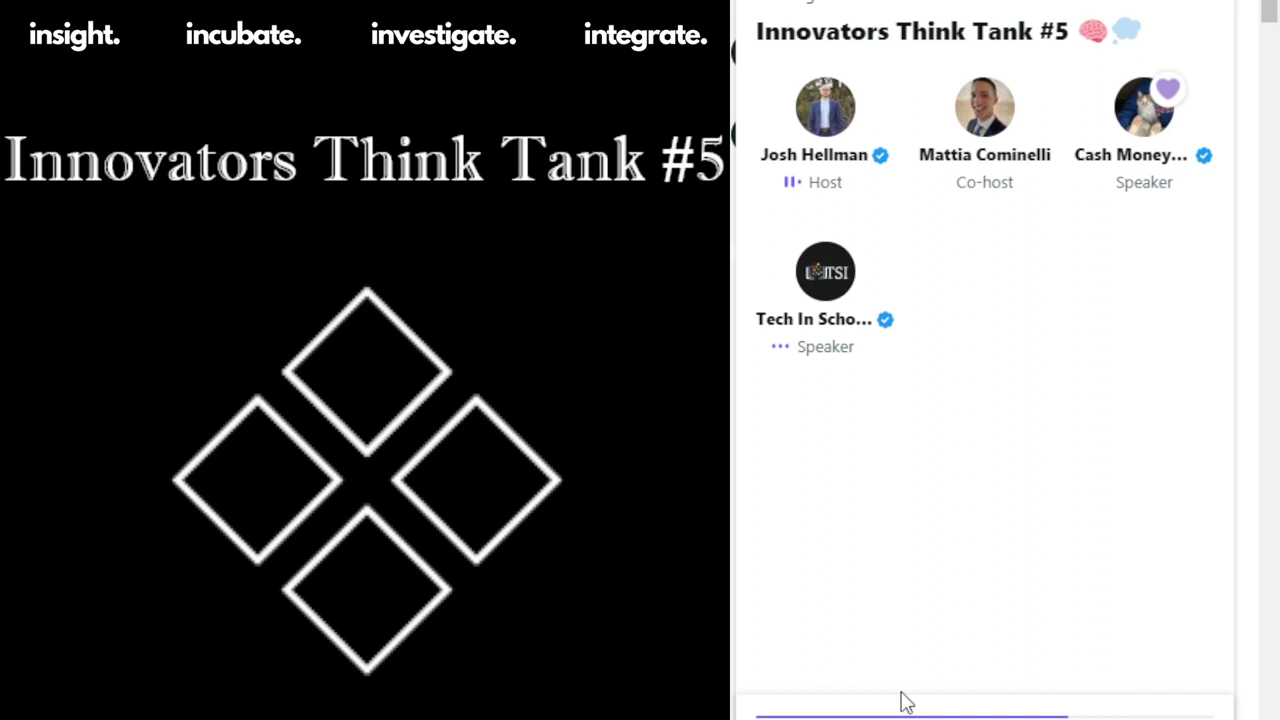 insight. incubate. investigate. integrate.
Innovators Think Tank #5
Innovators Think Tank #5 🧠💭
Josh Hellman Mattia Cominelli Cash Money...
Host Co-host Speaker
TSI
Tech In Scho...
Speaker